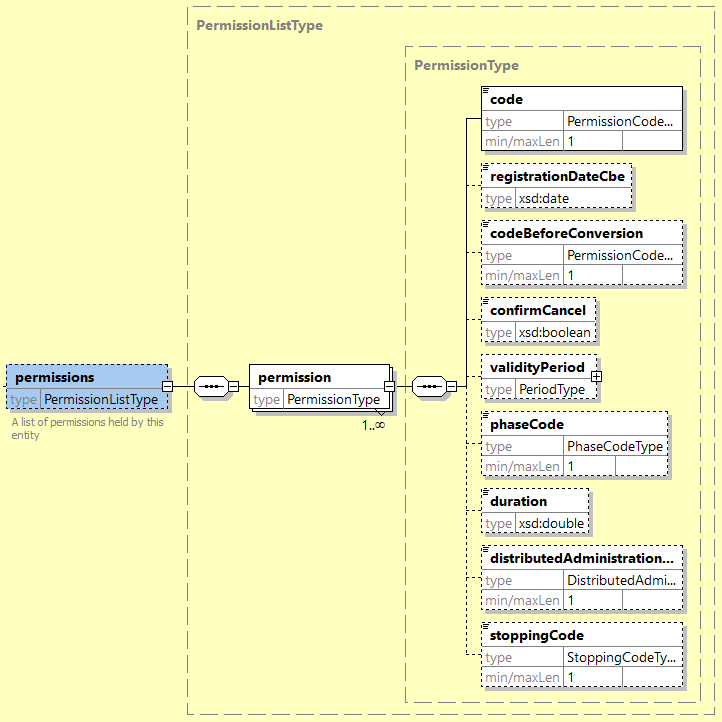 PermissionListType
PermissionType
code
type PermissionCode...
min/maxLen 1
registrationDateCbe
type xsd:date
codeBeforeConversion
type PermissionCode...
min/maxLen 1
confirmCancel
type xsd:boolean
permissions
type PermissionListType
A list of permissions held by this
entity
permission
type PermissionType
1..∞
validityPeriod
type PeriodType
phaseCode
type PhaseCodeType
min/maxLen 1
duration
type xsd:double
distributedAdministration...
type DistributedAdmi...
min/maxLen 1
stoppingCode
type StoppingCodeTy...
min/maxLen 1